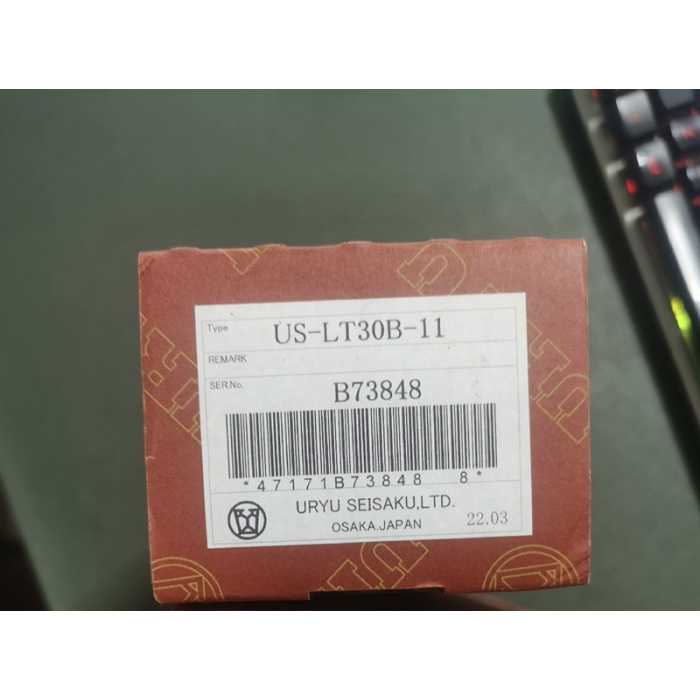 Type US-LT30B-11
REMARK
SER.No. B73848
*47171B73848 8*
URYU SEISAKU,LTD.
OSAKA,JAPAN 22.03